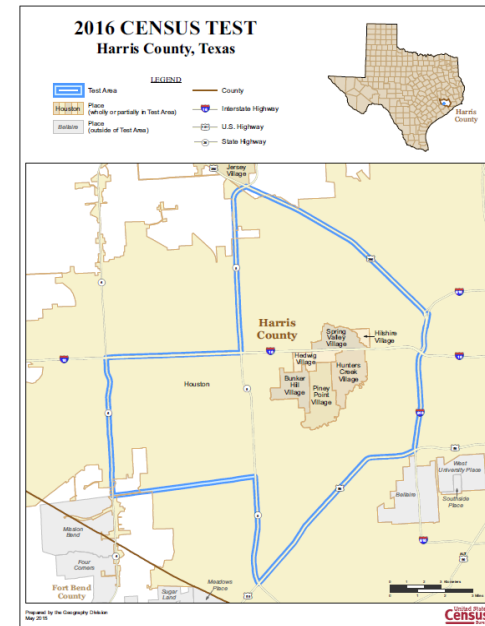 2016 CENSUS TEST
Harris County, Texas
LEGEND
Test Area
Houston
Place
(wholly or partially in Test Area)
Bellaire
Place
(outside of Test Area)
County
Interstate Highway
U.S. Highway
State Highway
Harris
County
Jersey
Village
Harris
County
Spring
Valley
Village
Hilshire
Village
Hedwig
Village
Hunters
Creek
Village
Bunker
Hill
Village
Piney
Point
Village
Houston
West
University Place
Bellaire
Southside
Place
Mission
Bend
Four
Corners
Fort Bend
County
Sugar
Land
Meadows
Place
Prepared by the Geography Division
May 2015
United States
Census
Bureau